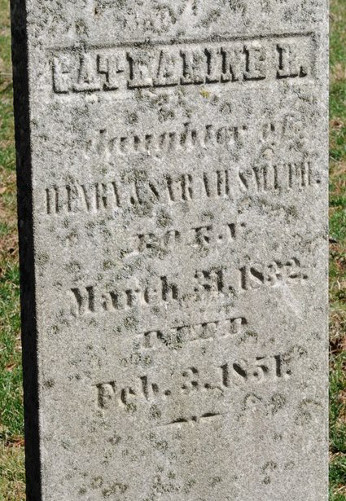 CATHARINE L.
daughter of
HENRY & SARAH SMITH.
BORN
March 31, 1832.
DIED
Feb. 3, 1851.